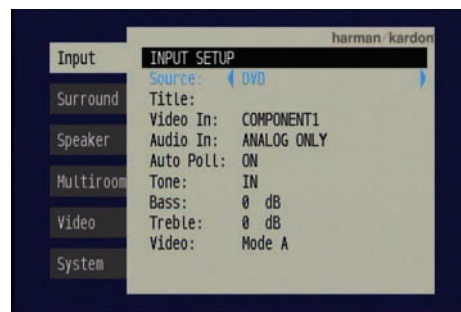 harman/kardon
Input
Surround
Speaker
Multiroom
Video
System
INPUT SETUP
Source: DVD
Title:
Video In: COMPONENT1
Audio In: ANALOG ONLY
Auto Poll: ON
Tone: IN
Bass: 0 dB
Treble: 0 dB
Video: Mode A